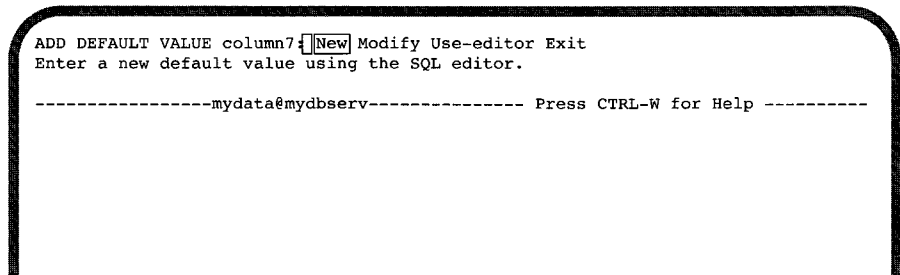 ADD DEFAULT VALUE column7: New Modify Use-editor Exit
Enter a new default value using the SQL editor.
-----------------mydata@mydbserv--------------- Press CTRL-W for Help ----------